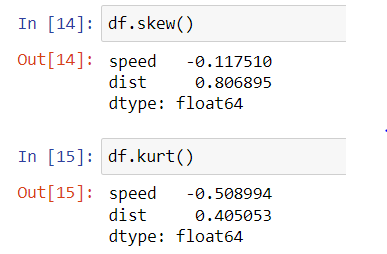 In [14]: df.skew()
Out[14]: speed   -0.117510
dist     0.806895
dtype: float64
In [15]: df.kurt()
Out[15]: speed   -0.508994
dist     0.405053
dtype: float64